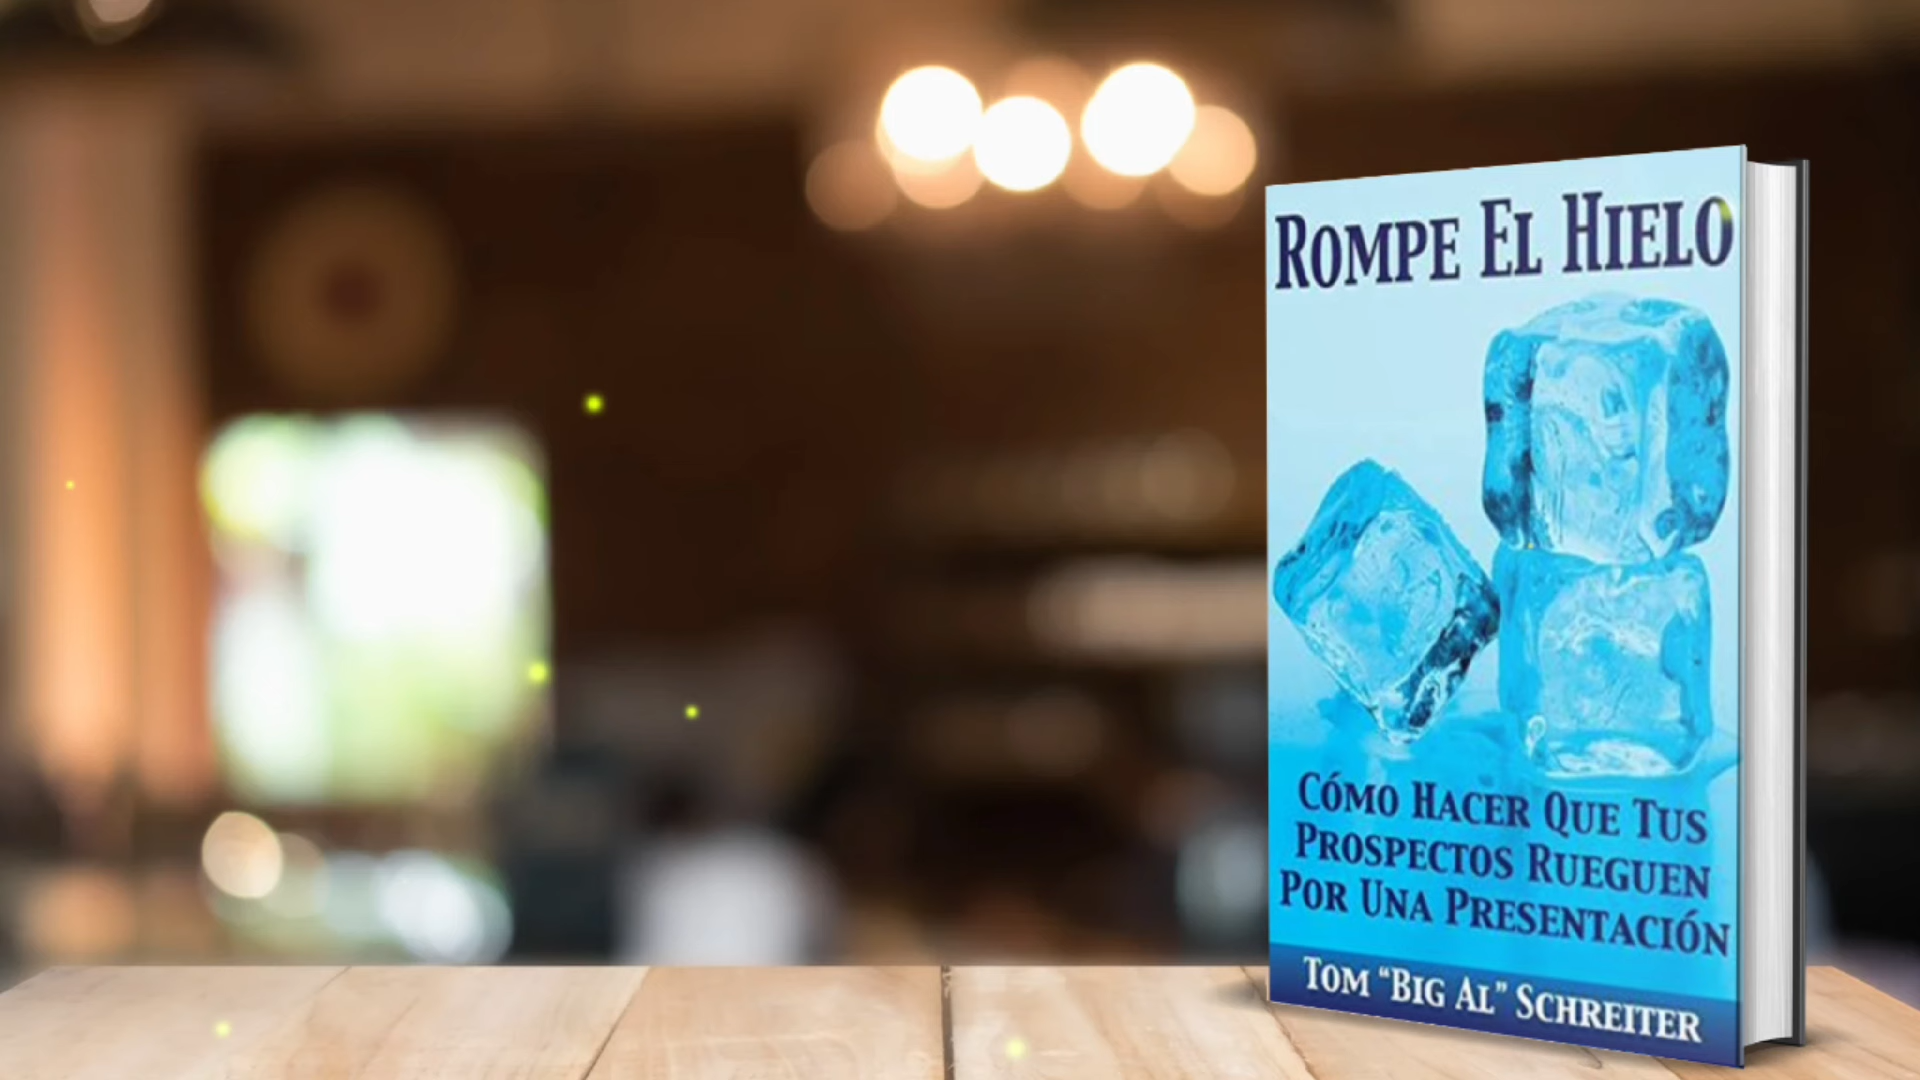 ROMPE EL HIELO
CÓMO HACER QUE TUS
PROSPECTOS RUEGUEN
POR UNA PRESENTACIÓN
TOM “BIG AL” SCHREITER